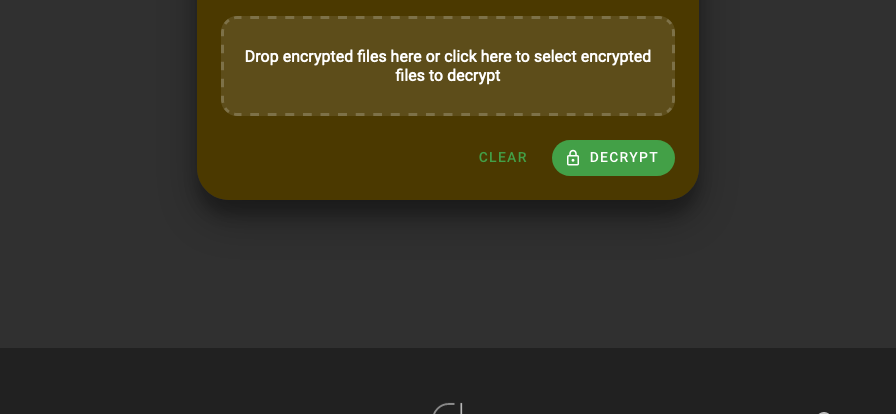 Drop encrypted files here or click here to select encrypted
files to decrypt
CLEAR
DECRYPT